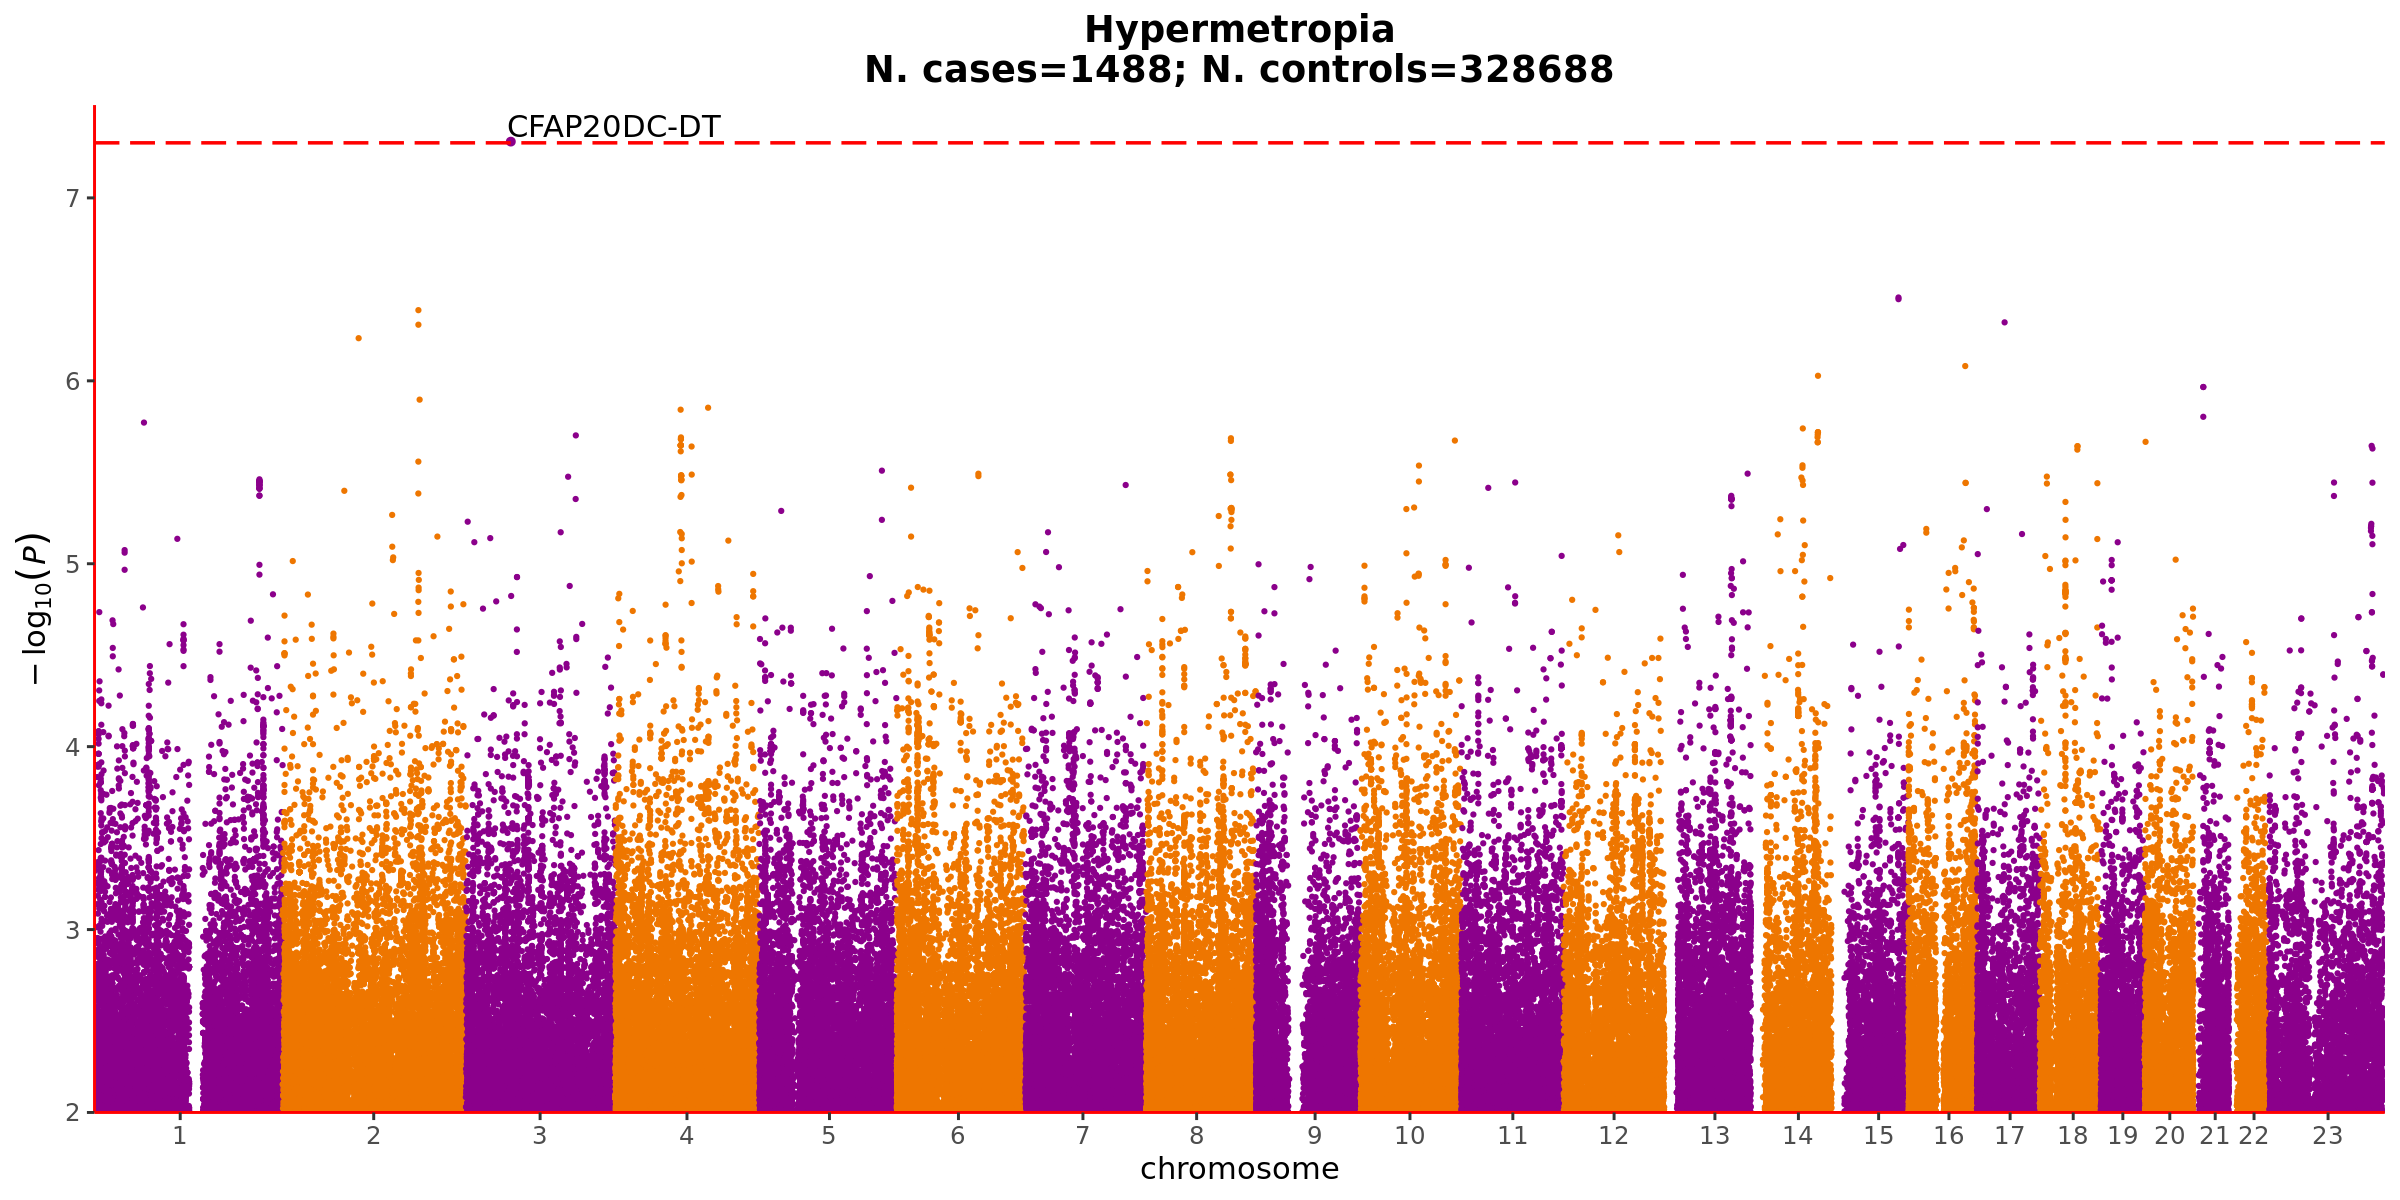 Hypermetropia
N. cases=1488; N. controls=328688
CFAP20DC-DT
7
6
5
4
3
2
−log10(P)
1 2 3 4 5 6 7 8 9 10 11 12 13 14 15 16 17 18 19 20 21 22 23
chromosome